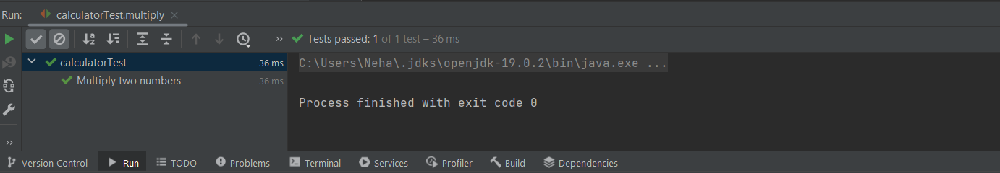 Run: calculatorTest.multiply
Tests passed: 1 of 1 test – 36 ms
calculatorTest 36 ms
Multiply two numbers 36 ms
C:\Users\Neha\.jdks\openjdk-19.0.2\bin\java.exe ...
Process finished with exit code 0
Version Control Run TODO Problems Terminal Services Profiler Build Dependencies